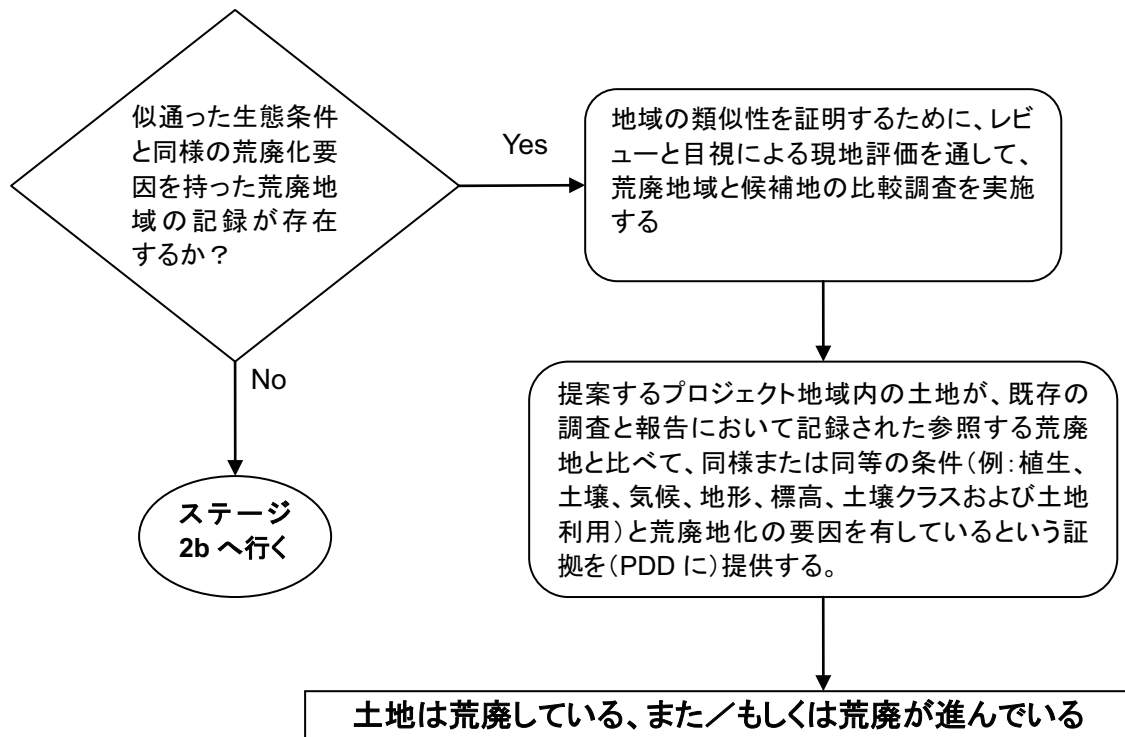 似通った生態条件
と同様の荒廃化要
因を持った荒廃地
域の記録が存在
するか？
Yes
地域の類似性を証明するために、レビ
ューと目視による現地評価を通して、
荒廃地域と候補地の比較調査を実施
する
No
提案するプロジェクト地域内の土地が、既存の
調査と報告において記録された参照する荒廃
地と比べて、同様または同等の条件（例：植生、
土壌、気候、地形、標高、土壌クラスおよび土地
利用）と荒廃地化の要因を有しているという証
拠を（PDD に）提供する。
ステージ
2b へ行く
土地は荒廃している、また／もしくは荒廃が進んでいる